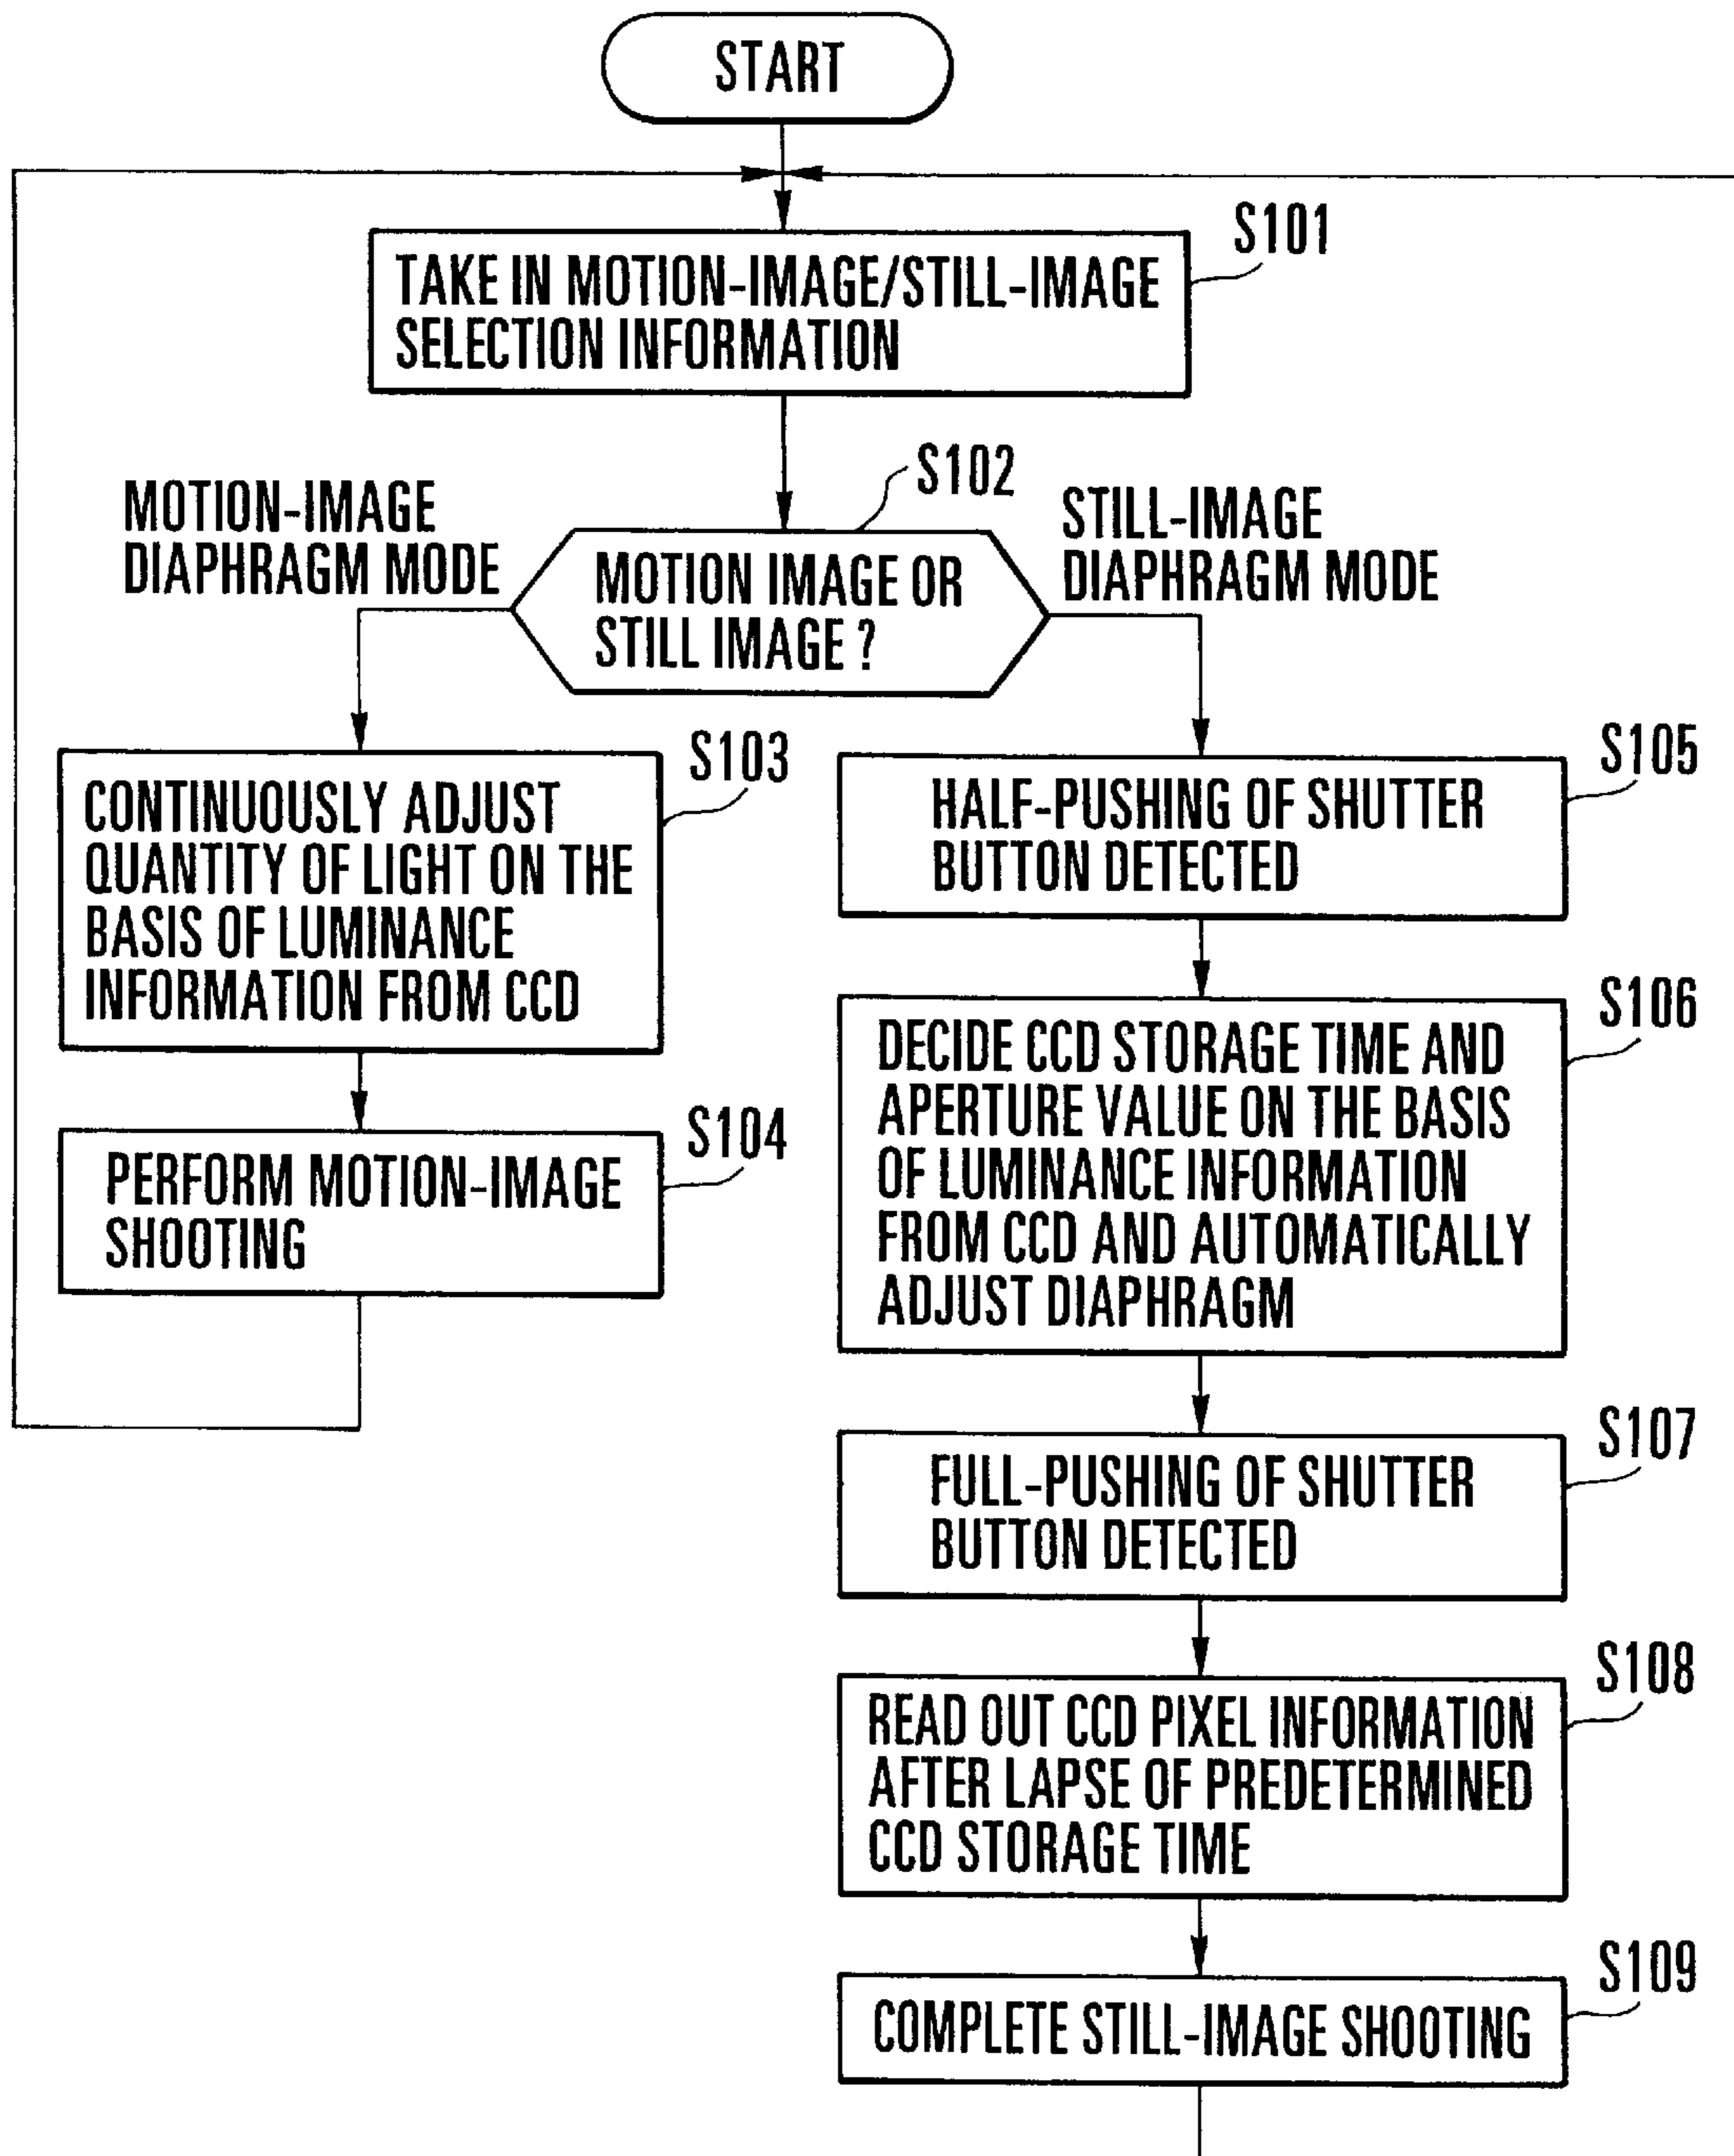 START
S101
TAKE IN MOTION-IMAGE/STILL-IMAGE
SELECTION INFORMATION
S102
MOTION-IMAGE
DIAPHRAGM MODE
STILL-IMAGE
DIAPHRAGM MODE
MOTION IMAGE OR
STILL IMAGE ?
S103
CONTINUOUSLY ADJUST
QUANTITY OF LIGHT ON THE
BASIS OF LUMINANCE
INFORMATION FROM CCD
S104
PERFORM MOTION-IMAGE
SHOOTING
S105
HALF-PUSHING OF SHUTTER
BUTTON DETECTED
S106
DECIDE CCD STORAGE TIME AND
APERTURE VALUE ON THE BASIS
OF LUMINANCE INFORMATION
FROM CCD AND AUTOMATICALLY
ADJUST DIAPHRAGM
S107
FULL-PUSHING OF SHUTTER
BUTTON DETECTED
S108
READ OUT CCD PIXEL INFORMATION
AFTER LAPSE OF PREDETERMINED
CCD STORAGE TIME
S109
COMPLETE STILL-IMAGE SHOOTING